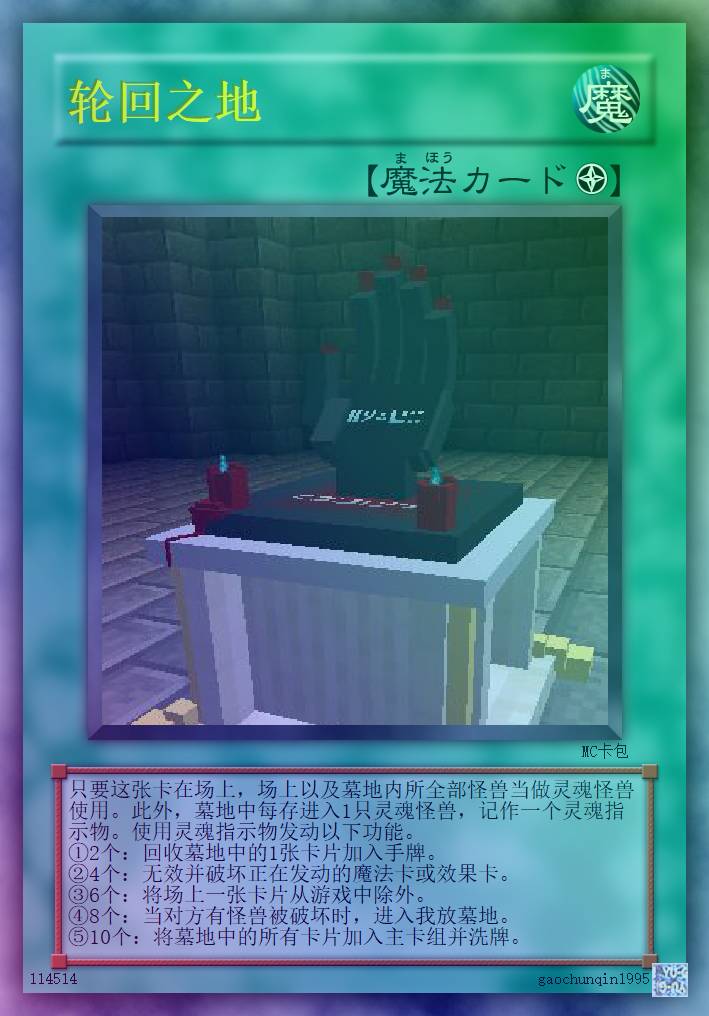 轮回之地
ま
魔
ま ほう
【魔法カード】
MC卡包
只要这张卡在场上，场上以及墓地内所全部怪兽当做灵魂怪兽
使用。此外，墓地中每存进入1只灵魂怪兽，记作一个灵魂指
示物。使用灵魂指示物发动以下功能。
①2个：回收墓地中的1张卡片加入手牌。
②4个：无效并破坏正在发动的魔法卡或效果卡。
③6个：将场上一张卡片从游戏中除外。
④8个：当对方有怪兽被破坏时，进入我放墓地。
⑤10个：将墓地中的所有卡片加入主卡组并洗牌。
114514
gaochunqin1995